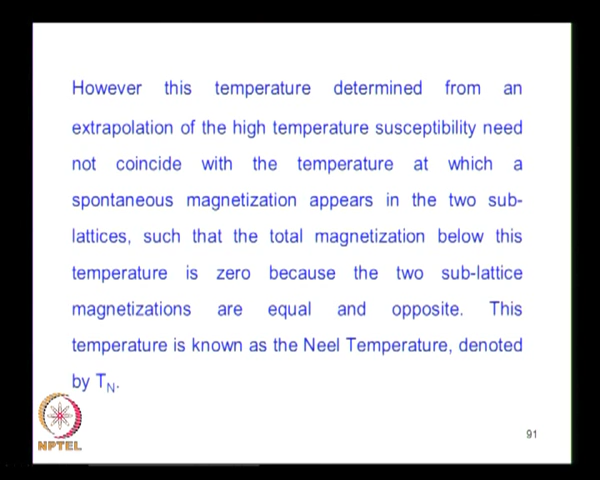 However this temperature determined from an
extrapolation of the high temperature susceptibility need
not coincide with the temperature at which a
spontaneous magnetization appears in the two sub-
lattices, such that the total magnetization below this
temperature is zero because the two sub-lattice
magnetizations are equal and opposite. This
temperature is known as the Neel Temperature, denoted
by T_N.
NPTEL
91